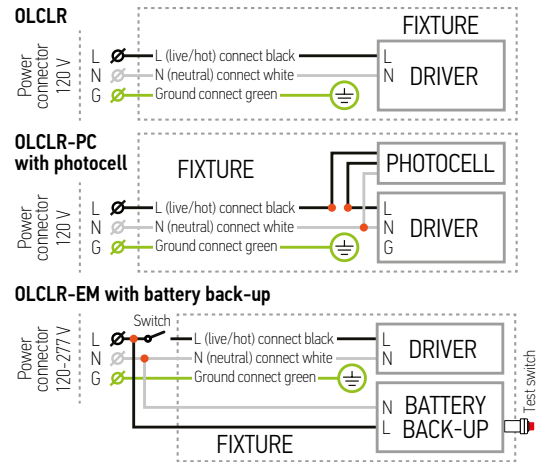 OLCLR
FIXTURE
Power connector 120 V
L
N
G
L (live/hot) connect black
N (neutral) connect white
Ground connect green
L
N
DRIVER
OLCLR-PC
with photocell
FIXTURE
PHOTOCELL
Power connector 120 V
L
N
G
L (live/hot) connect black
N (neutral) connect white
Ground connect green
L
N
G
DRIVER
OLCLR-EM with battery back-up
Switch
Power connector 120-277 V
L
N
G
L (live/hot) connect black
N (neutral) connect white
Ground connect green
L
N
DRIVER
N
L
BATTERY
BACK-UP
Test switch
FIXTURE